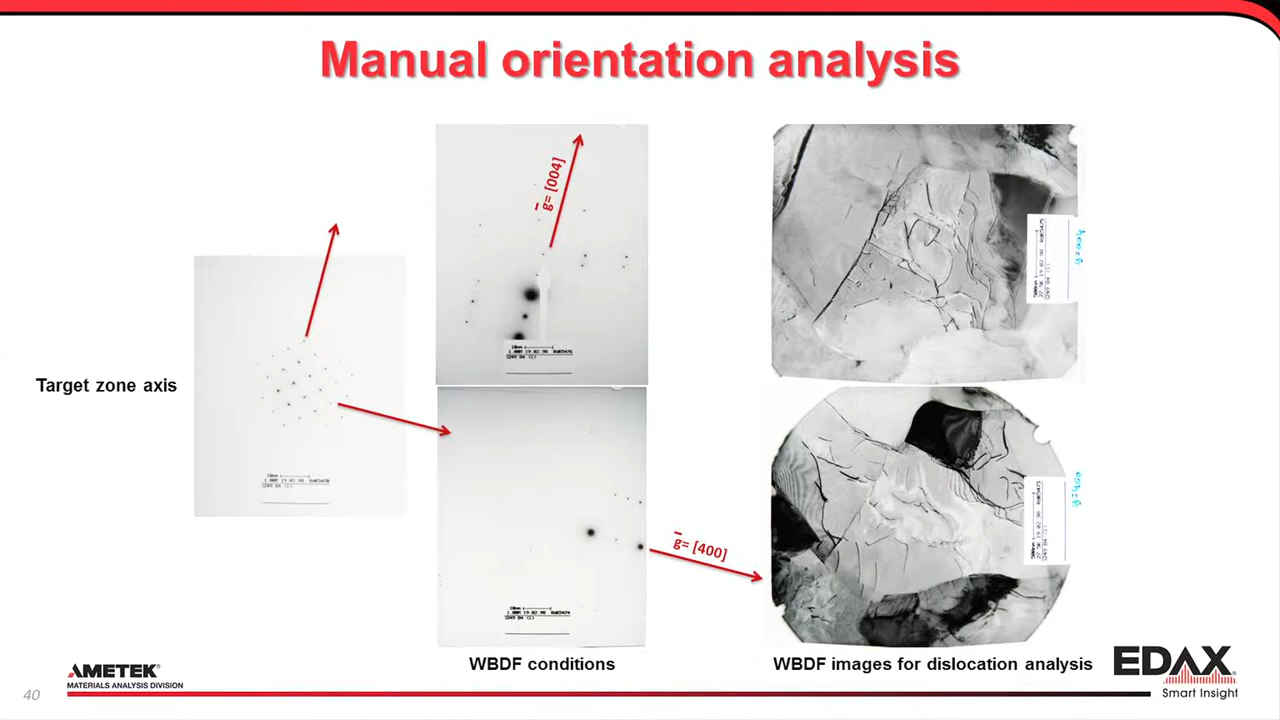 Manual orientation analysis
g= [004]
Target zone axis
g= [400]
WBDF conditions
WBDF images for dislocation analysis
40
AMETEK®
MATERIALS ANALYSIS DIVISION
EDAX
Smart Insight